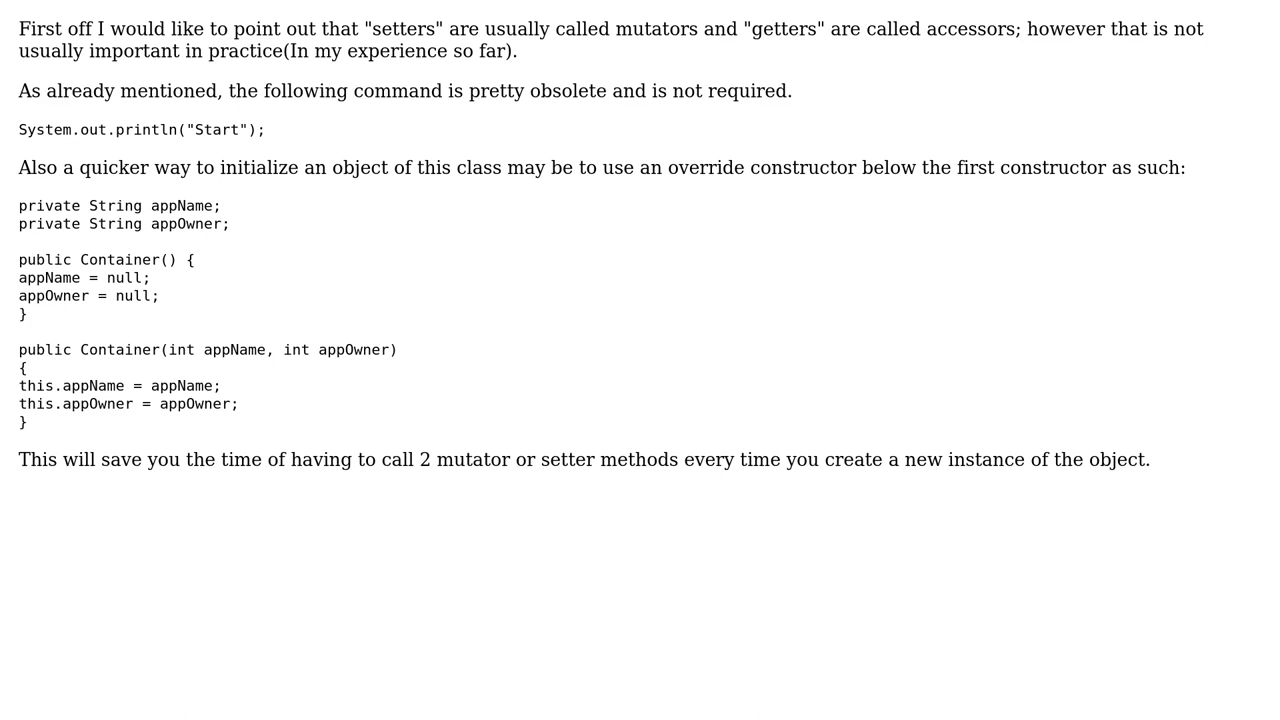 First off I would like to point out that "setters" are usually called mutators and "getters" are called accessors; however that is not
usually important in practice(In my experience so far).
As already mentioned, the following command is pretty obsolete and is not required.
System.out.println("Start");
Also a quicker way to initialize an object of this class may be to use an override constructor below the first constructor as such:
private String appName;
private String appOwner;
public Container() {
appName = null;
appOwner = null;
}
public Container(int appName, int appOwner)
{
this.appName = appName;
this.appOwner = appOwner;
}
This will save you the time of having to call 2 mutator or setter methods every time you create a new instance of the object.